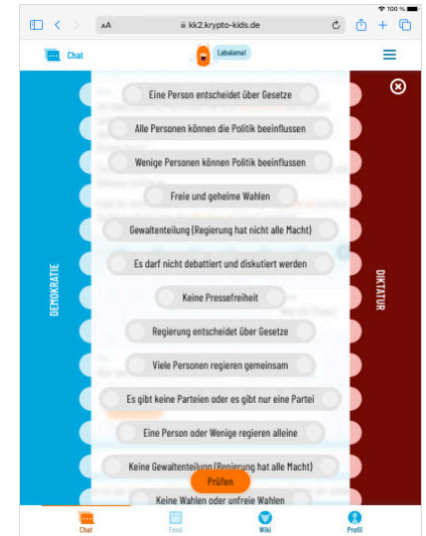 100 %
AA
kk2.krypto-kids.de
Chat
Labalama!
Eine Person entscheidet über Gesetze
Alle Personen können die Politik beeinflussen
Wenige Personen können Politik beeinflussen
Freie und geheime Wahlen
Gewaltenteilung (Regierung hat nicht alle Macht)
Es darf nicht debattiert und diskutiert werden
DEMOKRATIE
DIKTATUR
Keine Pressefreiheit
Regierung entscheidet über Gesetze
Viele Personen regieren gemeinsam
Es gibt keine Parteien oder es gibt nur eine Partei
Eine Person oder Wenige regieren alleine
Keine Gewaltenteilung (Regierung hat alle Macht)
Prüfen
Keine Wahlen oder unfreie Wahlen
Chat
Feed
Wiki
Profil